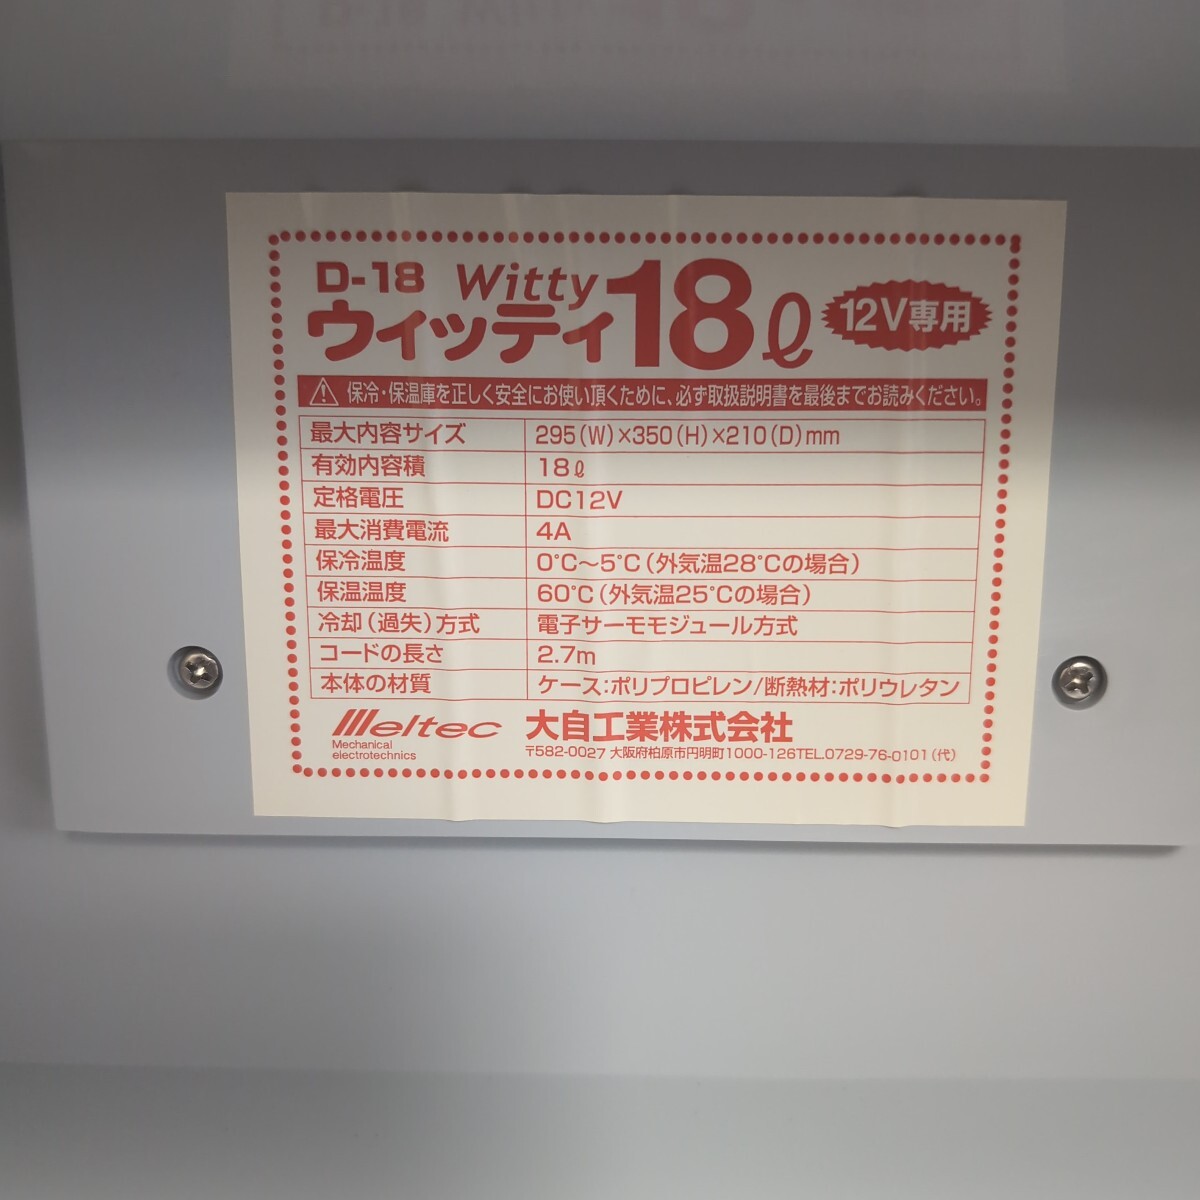 D-18 Witty
ウィッティ18ℓ 12V専用
保冷・保温庫を正しく安全にお使い頂くために、必ず取扱説明書を最後までお読みください。
最大内容サイズ 295(W)×350(H)×210(D)mm
有効内容積 18ℓ
定格電圧 DC12V
最大消費電流 4A
保冷温度 0℃〜5℃(外気温28℃の場合)
保温温度 60℃(外気温25℃の場合)
冷却(過失)方式 電子サーモモジュール方式
コードの長さ 2.7m
本体の材質 ケース:ポリプロピレン/断熱材:ポリウレタン
Meltec 大自工業株式会社
Mechanical
electrotechnics
〒582-0027 大阪府柏原市円明町1000-126TEL.0729-76-0101(代)